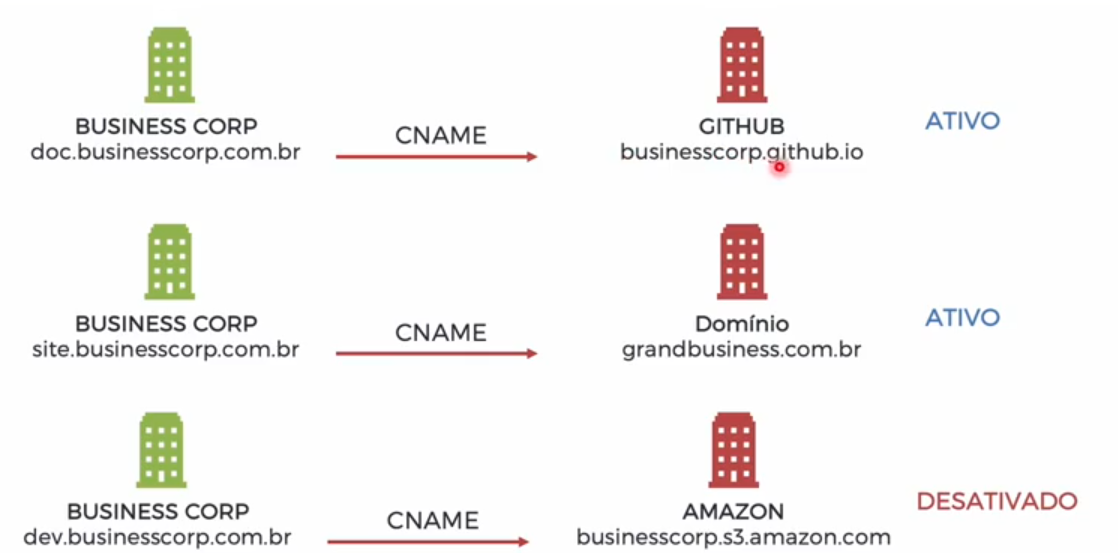 BUSINESS CORP
doc.businesscorp.com.br
CNAME
GITHUB
businesscorp.github.io
ATIVO
BUSINESS CORP
site.businesscorp.com.br
CNAME
Domínio
grandbusiness.com.br
ATIVO
BUSINESS CORP
dev.businesscorp.com.br
CNAME
AMAZON
businesscorp.s3.amazon.com
DESATIVADO